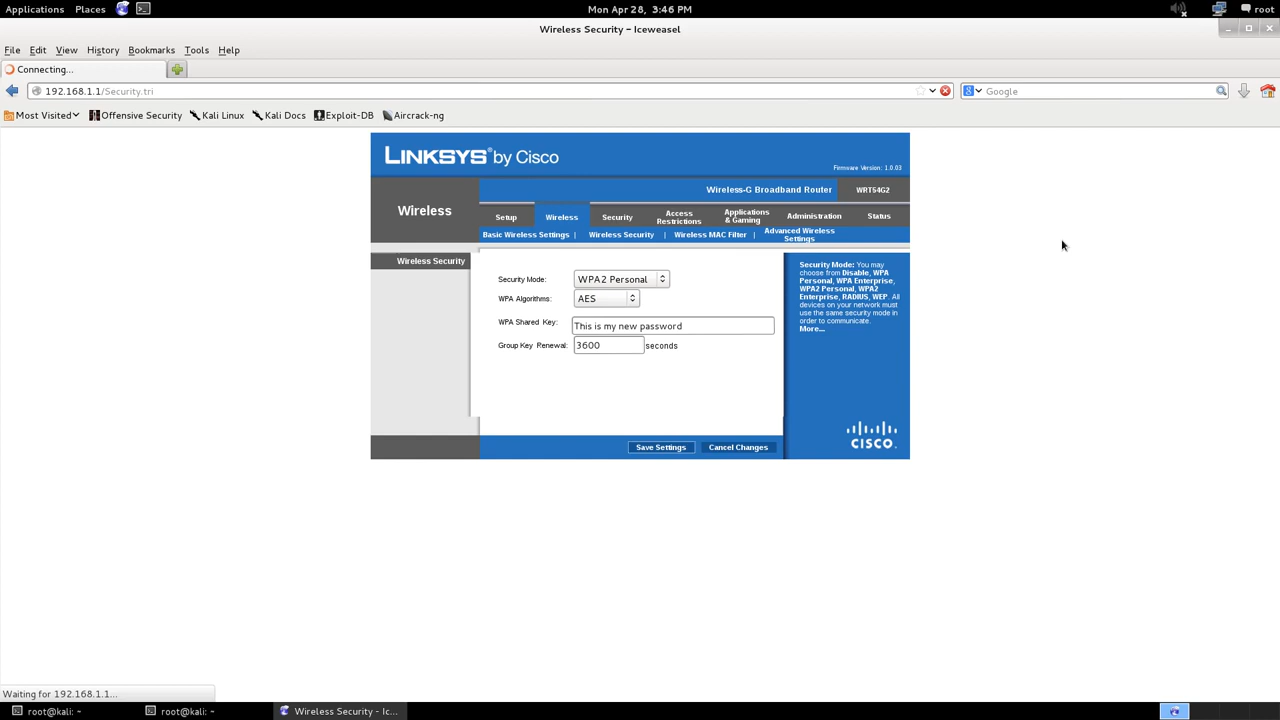 Applications Places Mon Apr 28, 3:46 PM root
Wireless Security – Iceweasel
File Edit View History Bookmarks Tools Help
Connecting...
192.168.1.1/Security.tri Google
Most Visited Offensive Security Kali Linux Kali Docs Exploit-DB Aircrack-ng
LINKSYS® by Cisco
Firmware Version: 1.0.03
Wireless-G Broadband Router WRT54G2
Wireless
Setup Wireless Security Access Restrictions Applications & Gaming Administration Status
Basic Wireless Settings | Wireless Security | Wireless MAC Filter | Advanced Wireless Settings
Wireless Security
Security Mode: WPA2 Personal
WPA Algorithms: AES
WPA Shared Key: This is my new password
Group Key Renewal: 3600 seconds
Security Mode: You may
choose from Disable, WPA
Personal, WPA Enterprise,
WPA2 Personal, WPA2
Enterprise, RADIUS, WEP. All
devices on your network must
use the same security mode in
order to communicate.
More...
Save Settings Cancel Changes
CISCO.
Waiting for 192.168.1.1...
root@kali: ~ root@kali: ~ Wireless Security - Ic...